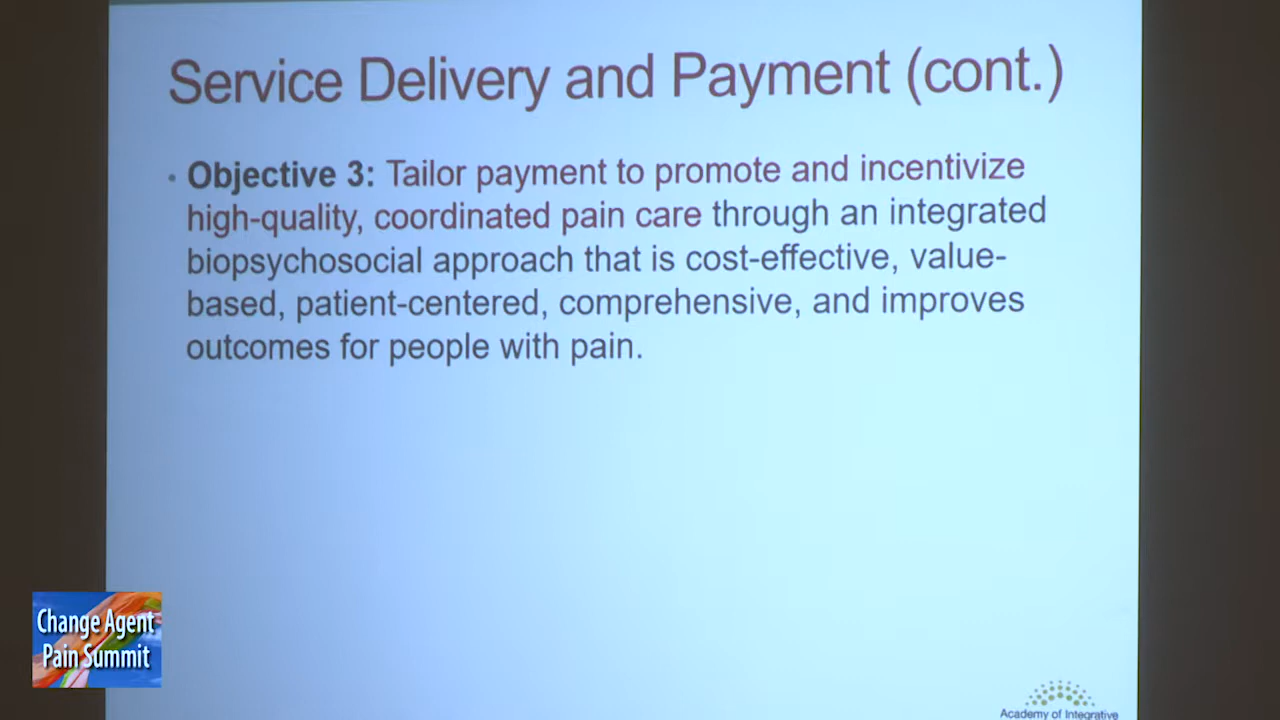 Service Delivery and Payment (cont.)
• Objective 3: Tailor payment to promote and incentivize
high-quality, coordinated pain care through an integrated
biopsychosocial approach that is cost-effective, value-
based, patient-centered, comprehensive, and improves
outcomes for people with pain.
Change Agent
Pain Summit
Academy of Integrative